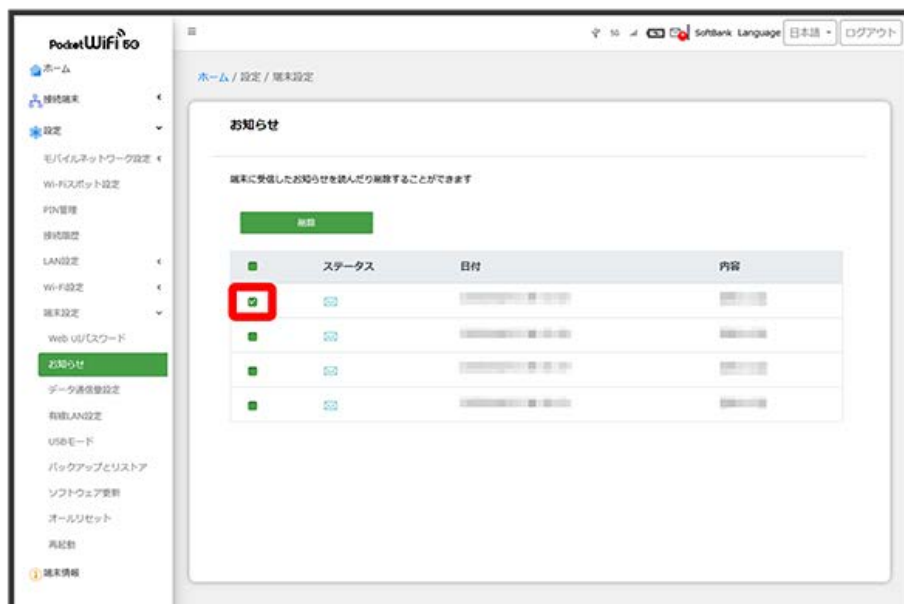 PocketWiFi 5G
5G SoftBank Language 日本語 ログアウト
ホーム
接続端末
設定
モバイルネットワーク設定
Wi-Fiスポット設定
PIN管理
接続履歴
LAN設定
Wi-Fi設定
端末設定
Web UIパスワード
お知らせ
データ通信量設定
有線LAN設定
USBモード
バックアップとリストア
ソフトウェア更新
オールリセット
再起動
端末情報
ホーム / 設定 / 端末設定
お知らせ
端末に受信したお知らせを読んだり削除することができます
削除
ステータス 日付 内容